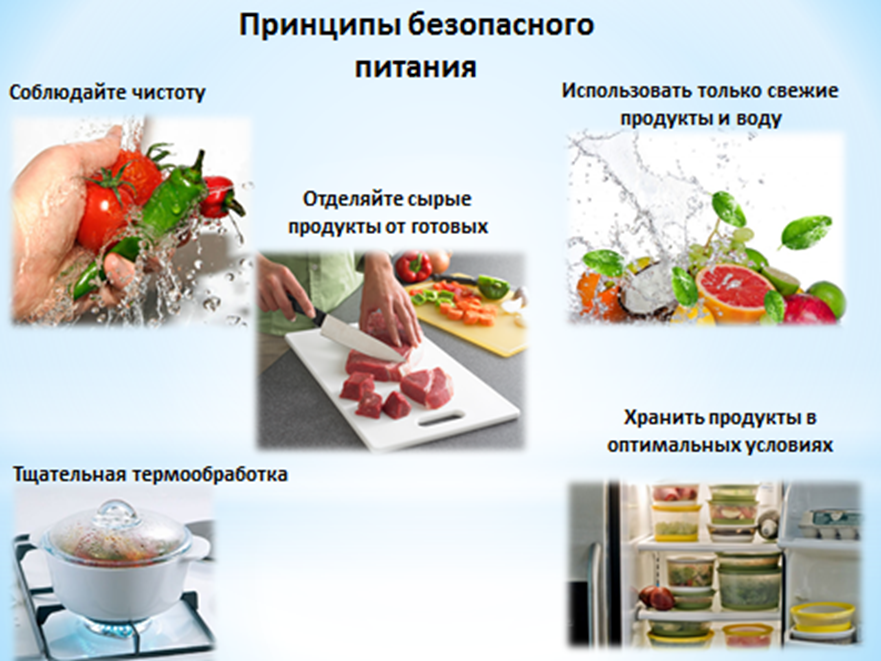 Принципы безопасного
питания
Соблюдайте чистоту
Использовать только свежие
продукты и воду
Отделяйте сырые
продукты от готовых
Хранить продукты в
оптимальных условиях
Тщательная термообработка